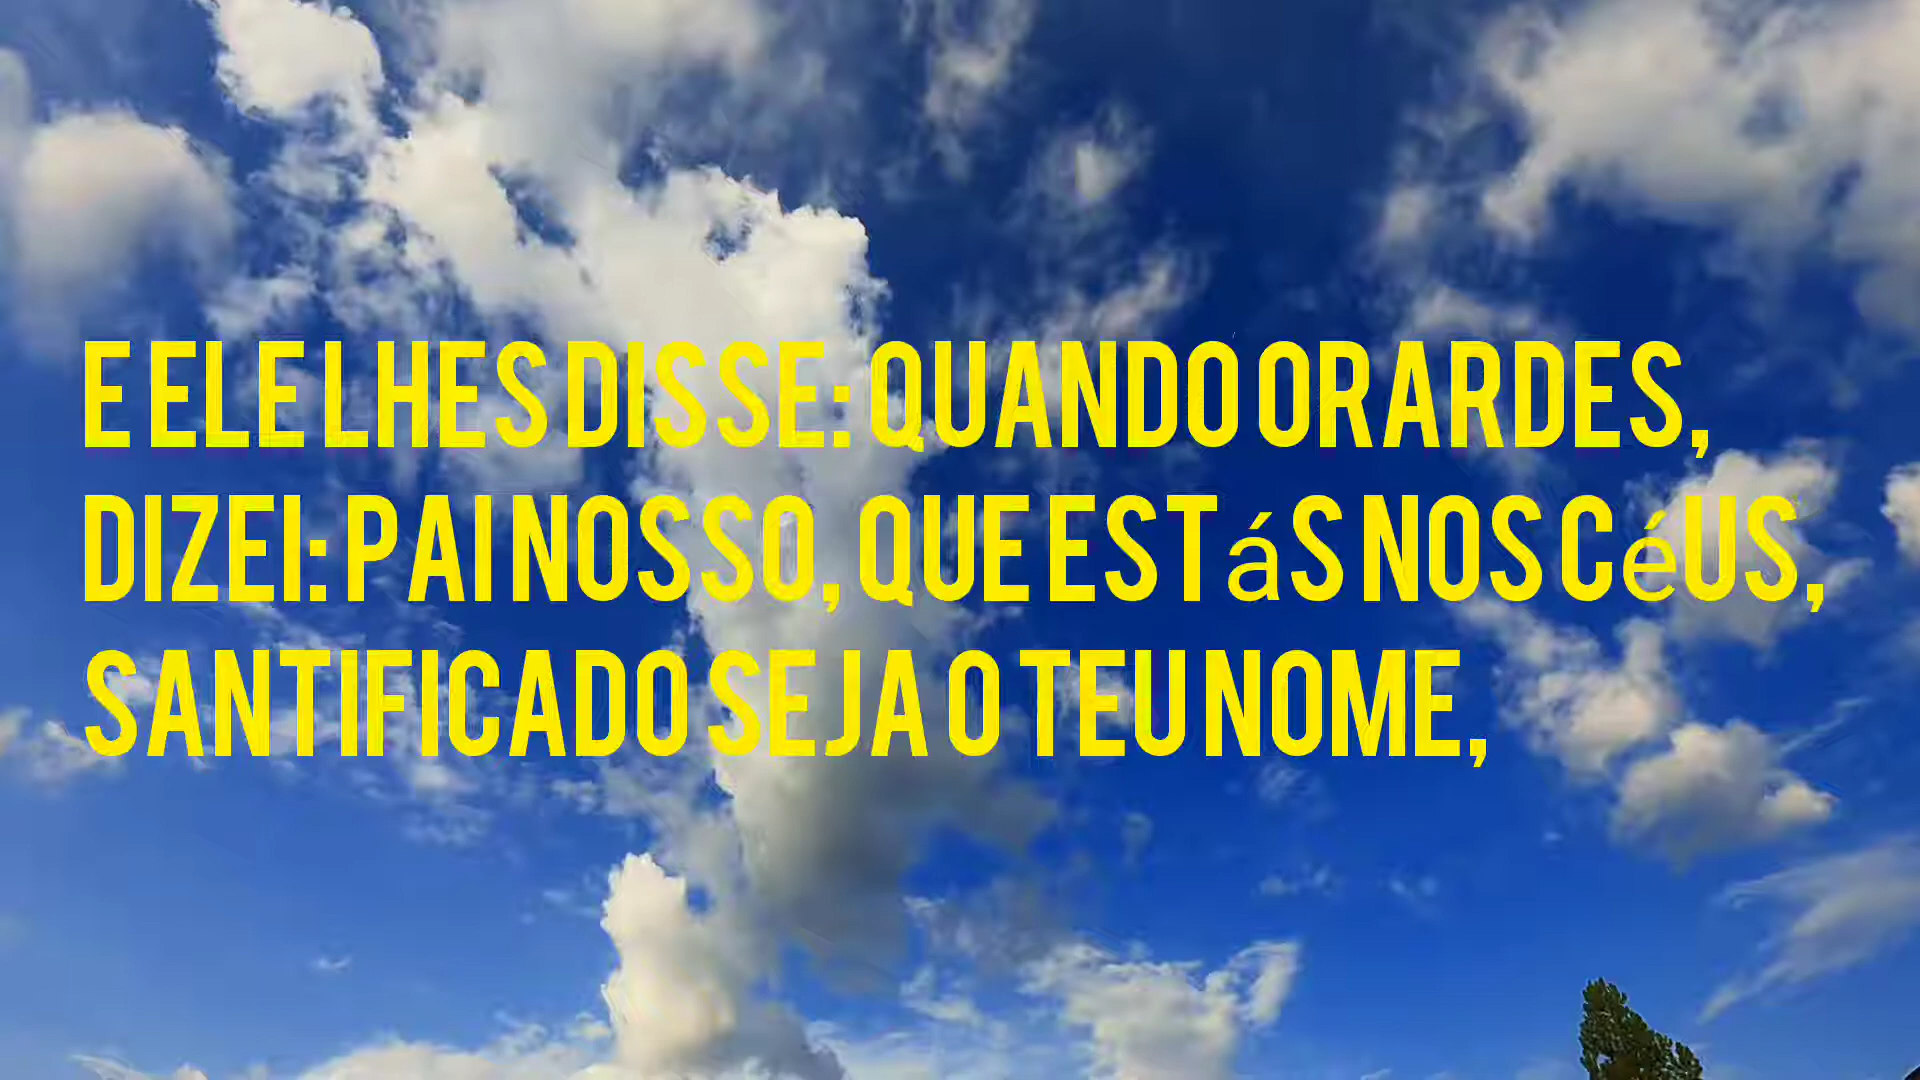 E ELE LHES DISSE: QUANDO ORARDES,
DIZEI: PAI NOSSO, QUE ESTáS NOS CéUS,
SANTIFICADO SEJA O TEU NOME,